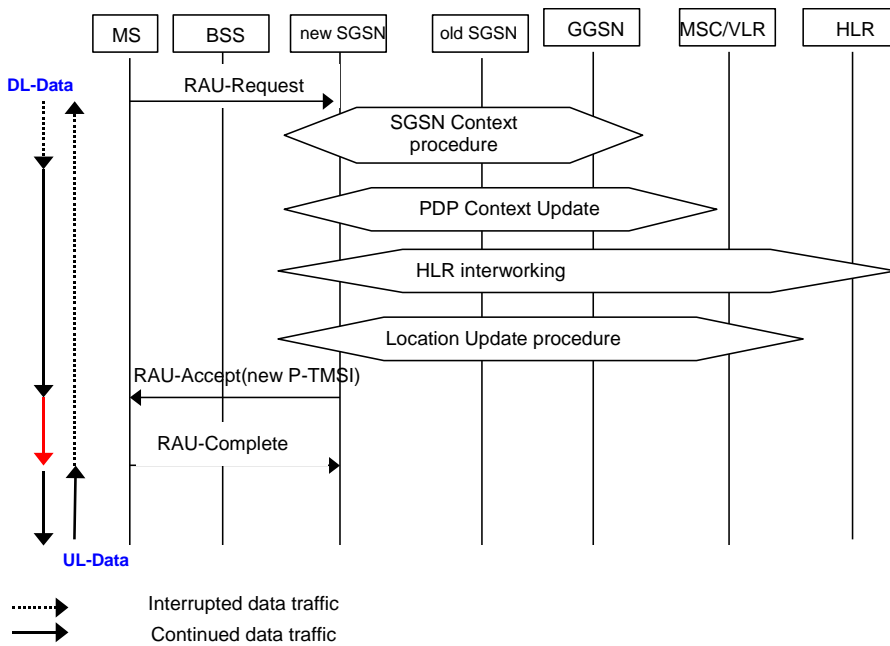 MS
BSS
new SGSN
old SGSN
GGSN
MSC/VLR
HLR
DL-Data
RAU-Request
SGSN Context
procedure
PDP Context Update
HLR interworking
Location Update procedure
RAU-Accept(new P-TMSI)
RAU-Complete
UL-Data
Interrupted data traffic
Continued data traffic